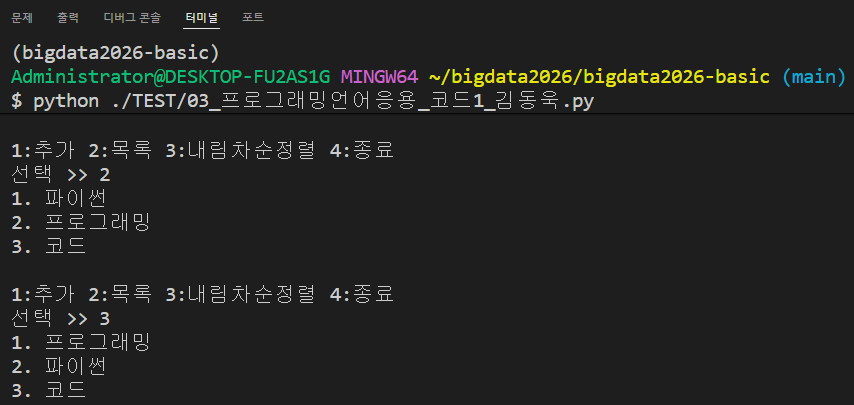 문제 출력 디버그 콘솔 터미널 포트
(bigdata2026-basic)
Administrator@DESKTOP-FU2AS1G MINGW64 ~/bigdata2026/bigdata2026-basic (main)
$ python ./TEST/03_프로그래밍언어응용_코드1_김동욱.py
1:추가 2:목록 3:내림차순정렬 4:종료
선택 >> 2
1. 파이썬
2. 프로그래밍
3. 코드
1:추가 2:목록 3:내림차순정렬 4:종료
선택 >> 3
1. 프로그래밍
2. 파이썬
3. 코드